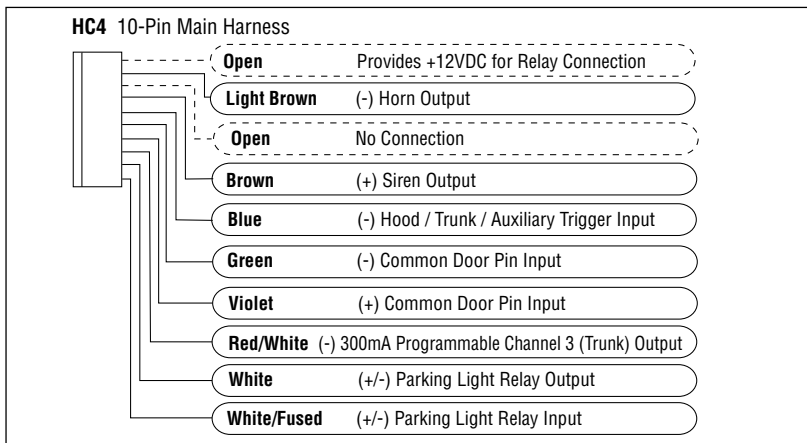 HC4 10-Pin Main Harness
Open Provides +12VDC for Relay Connection
Light Brown (-) Horn Output
Open No Connection
Brown (+) Siren Output
Blue (-) Hood / Trunk / Auxiliary Trigger Input
Green (-) Common Door Pin Input
Violet (+) Common Door Pin Input
Red/White (-) 300mA Programmable Channel 3 (Trunk) Output
White (+/-) Parking Light Relay Output
White/Fused (+/-) Parking Light Relay Input